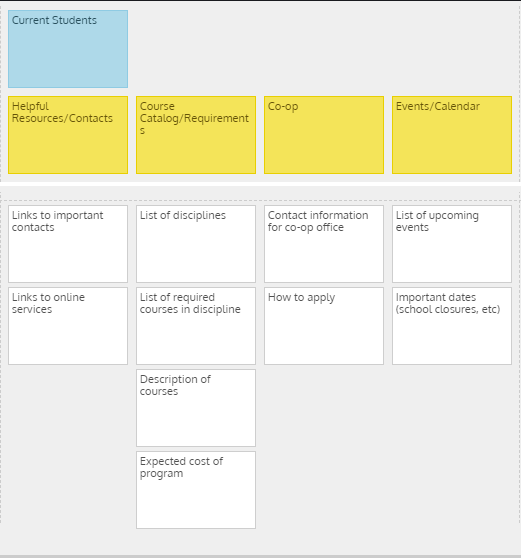 Current Students
Helpful
Resources/Contacts
Course
Catalog/Requirement
s
Co-op
Events/Calendar
Links to important
contacts
List of disciplines
Contact information
for co-op office
List of upcoming
events
Links to online
services
List of required
courses in discipline
How to apply
Important dates
(school closures, etc)
Description of
courses
Expected cost of
program